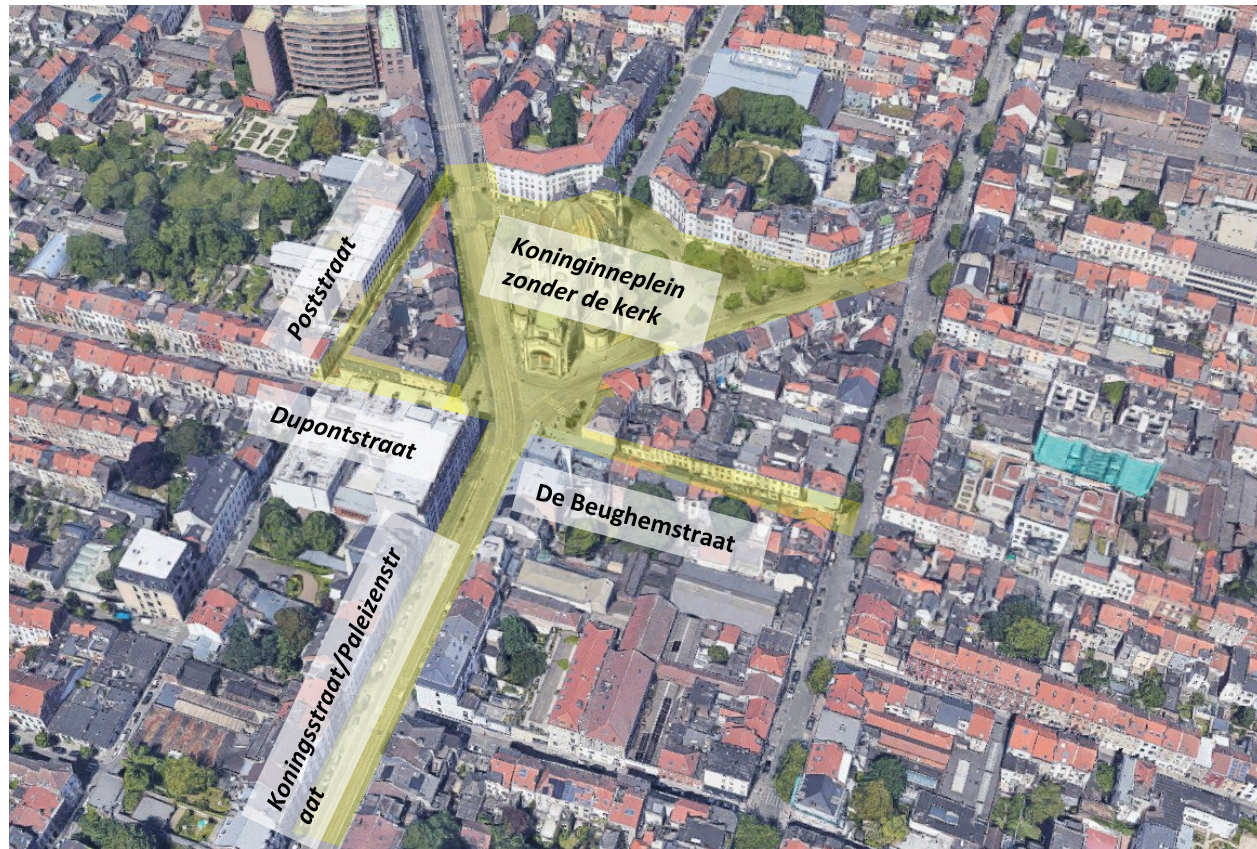 Poststraat
Koninginneplein
zonder de kerk
Dupontstraat
De Beughemstraat
Koningsstraat/Paleizenstr
aat